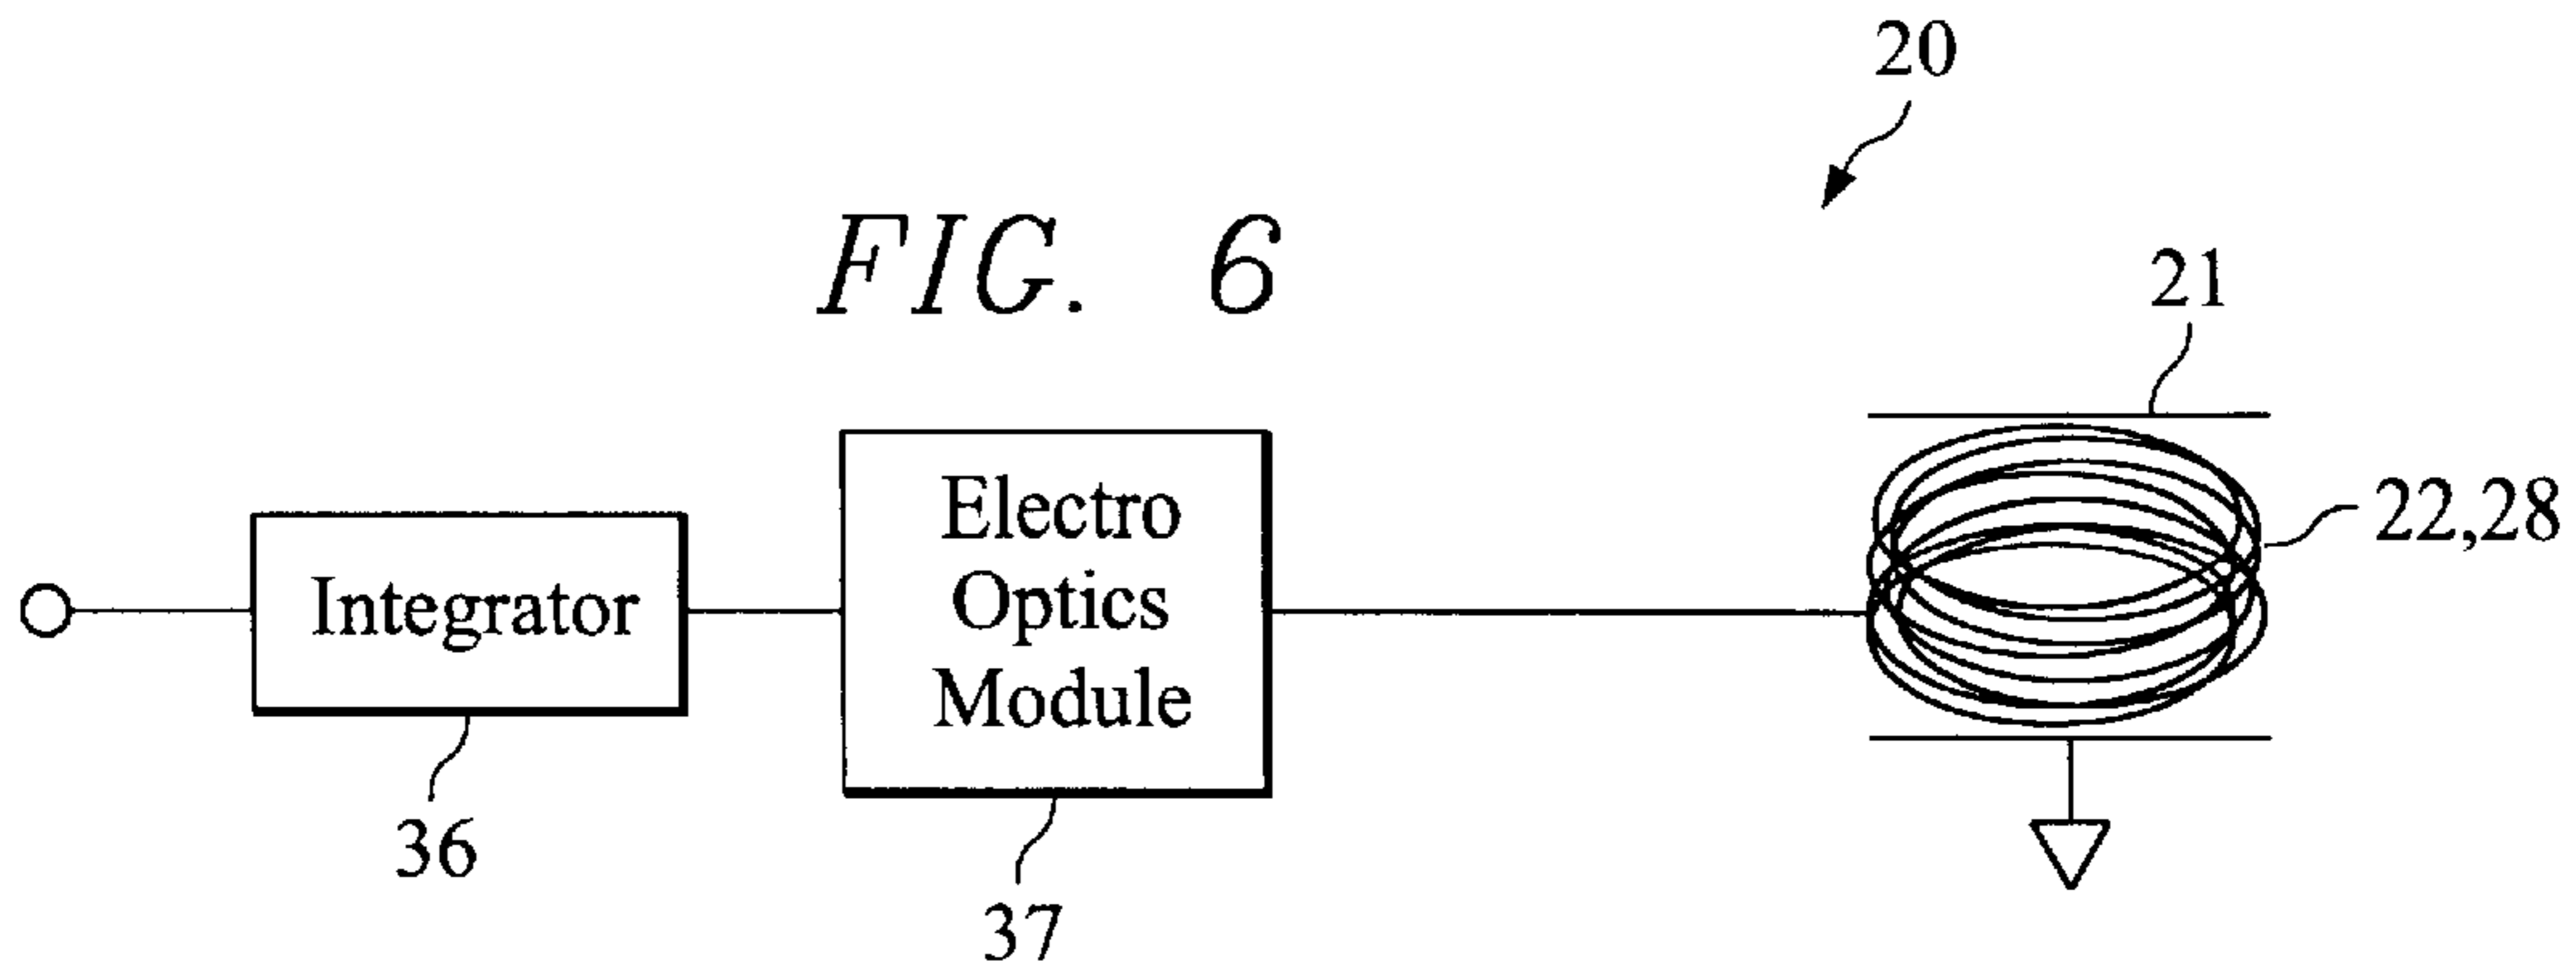 20
FIG. 6
21
Electro
Optics
Module
22,28
Integrator
36
37